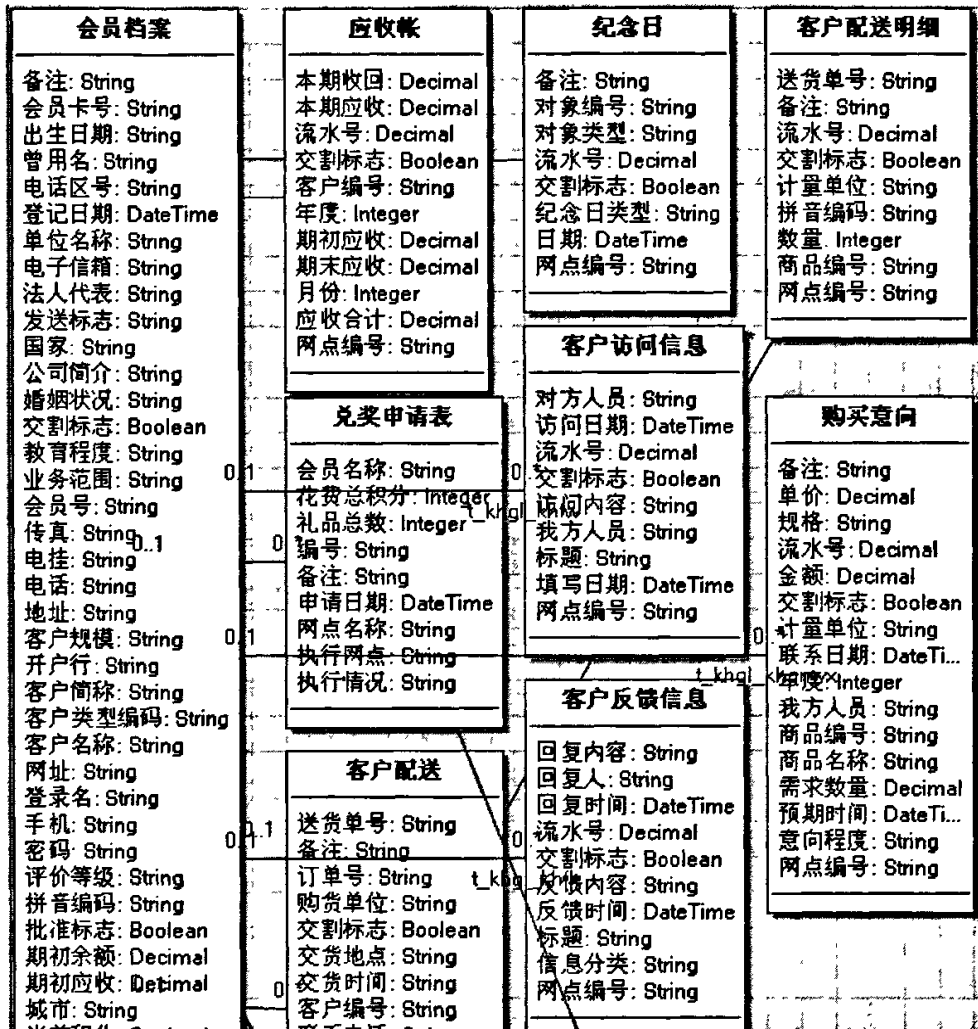 会员档案
备注: String
会员卡号: String
出生日期: String
曾用名: String
电话区号: String
登记日期: DateTime
单位名称: String
电子信箱: String
法人代表: String
发送标志: String
国家: String
公司简介: String
婚姻状况: String
交割标志: Boolean
教育程度: String
业务范围: String
会员号: String
传真: String
电挂: String
电话: String
地址: String
客户规模: String
开户行: String
客户简称: String
客户类型编码: String
客户名称: String
网址: String
登录名: String
手机: String
密码: String
评价等级: String
拼音编码: String
批准标志: Boolean
期初余额: Decimal
期初应收: Decimal
城市: String
应收帐
本期收回: Decimal
本期应收: Decimal
流水号: Decimal
交割标志: Boolean
客户编号: String
年度: Integer
期初应收: Decimal
期末应收: Decimal
月份: Integer
应收合计: Decimal
网点编号: String
兑奖申请表
会员名称: String
花费总积分: Integer
礼品总数: Integer
编号: String
备注: String
申请日期: DateTime
网点名称: String
执行网点: String
执行情况: String
客户配送
送货单号: String
备注: String
订单号: String
购货单位: String
交割标志: Boolean
交货地点: String
交货时间: String
客户编号: String
纪念日
备注: String
对象编号: String
对象类型: String
流水号: Decimal
交割标志: Boolean
纪念日类型: String
日期: DateTime
网点编号: String
客户访问信息
对方人员: String
访问日期: DateTime
流水号: Decimal
交割标志: Boolean
访问内容: String
我方人员: String
标题: String
填写日期: DateTime
网点编号: String
客户反馈信息
回复内容: String
回复人: String
回复时间: DateTime
流水号: Decimal
交割标志: Boolean
反馈内容: String
反馈时间: DateTime
标题: String
信息分类: String
网点编号: String
客户配送明细
送货单号: String
备注: String
流水号: Decimal
交割标志: Boolean
计量单位: String
拼音编码: String
数量: Integer
商品编号: String
网点编号: String
购买意向
备注: String
单价: Decimal
规格: String
流水号: Decimal
金额: Decimal
交割标志: Boolean
计量单位: String
联系日期: DateTi...
年度: Integer
我方人员: String
商品编号: String
商品名称: String
需求数量: Decimal
预期时间: DateTi...
意向程度: String
网点编号: String
0..1
0..1
0..1